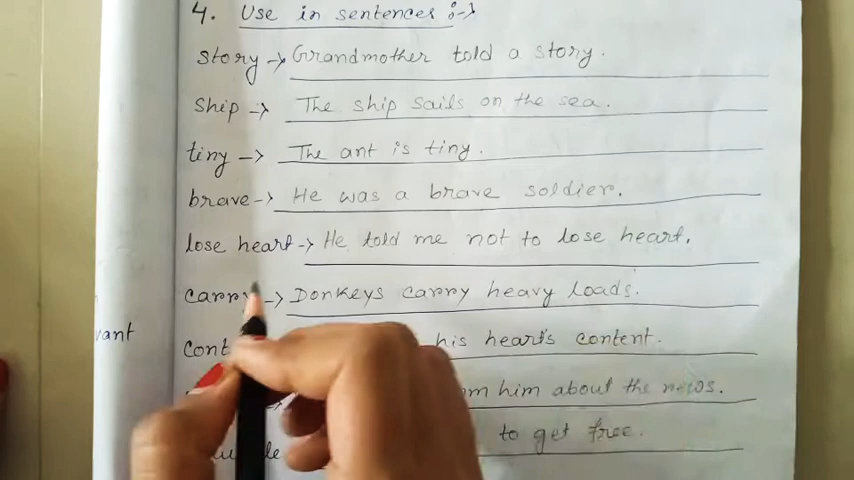 4. Use in sentences :->
story -> Grandmother told a story.
Ship -> The ship sails on the sea.
tiny -> The ant is tiny.
brave -> He was a brave soldier.
lose heart -> He told me not to lose heart.
carry -> Donkeys carry heavy loads.
his heart's content.
him about the news.
to get free.
vant